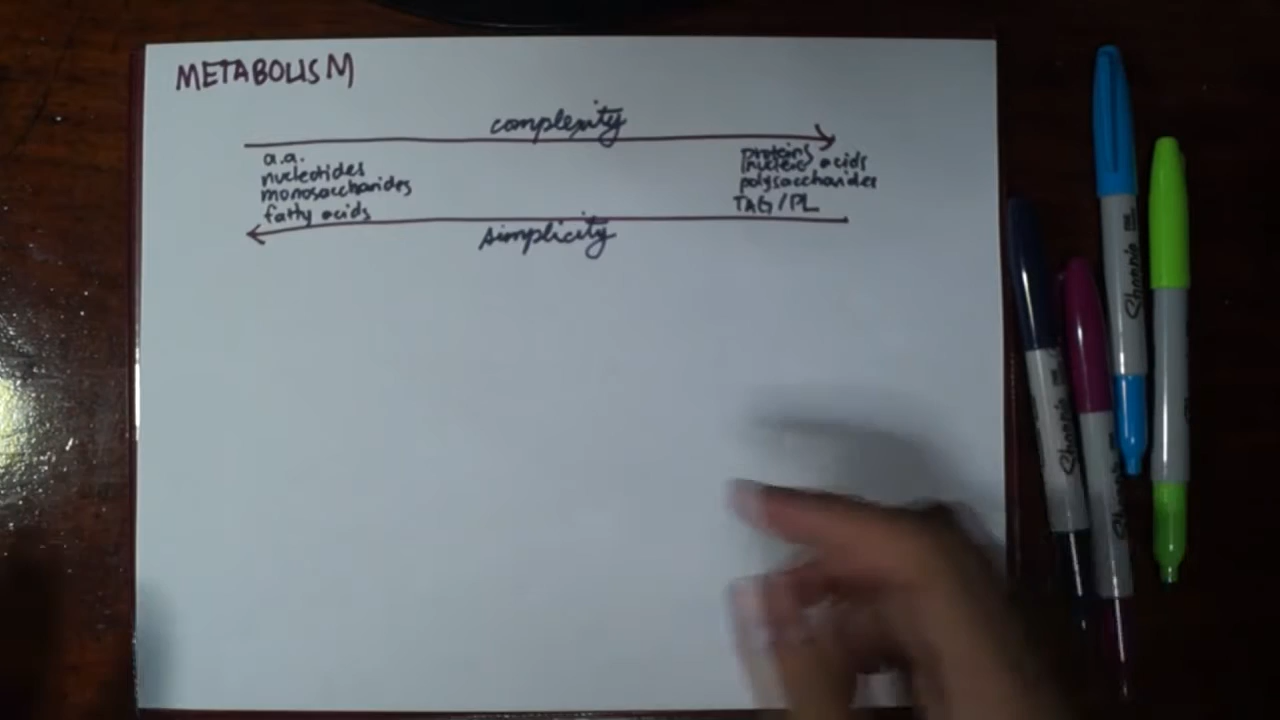 METABOLISM
complexity
a.a.
nucleotides
monosaccharides
fatty acids
proteins
nucleic acids
polysaccharides
TAG/PL
simplicity
Sharpie
Sharpie
Sharpie